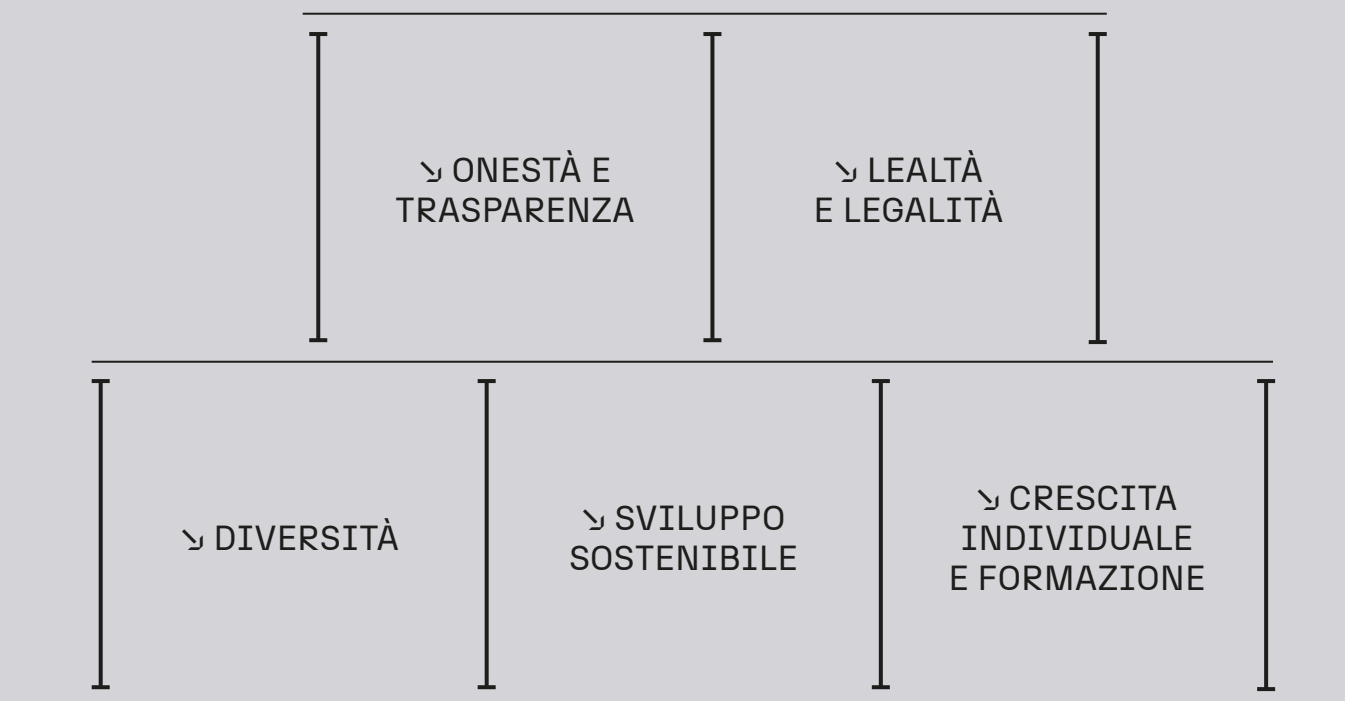 ↘ ONESTÀ E
TRASPARENZA
↘ LEALTÀ
E LEGALITÀ
↘ DIVERSITÀ
↘ SVILUPPO
SOSTENIBILE
↘ CRESCITA
INDIVIDUALE
E FORMAZIONE